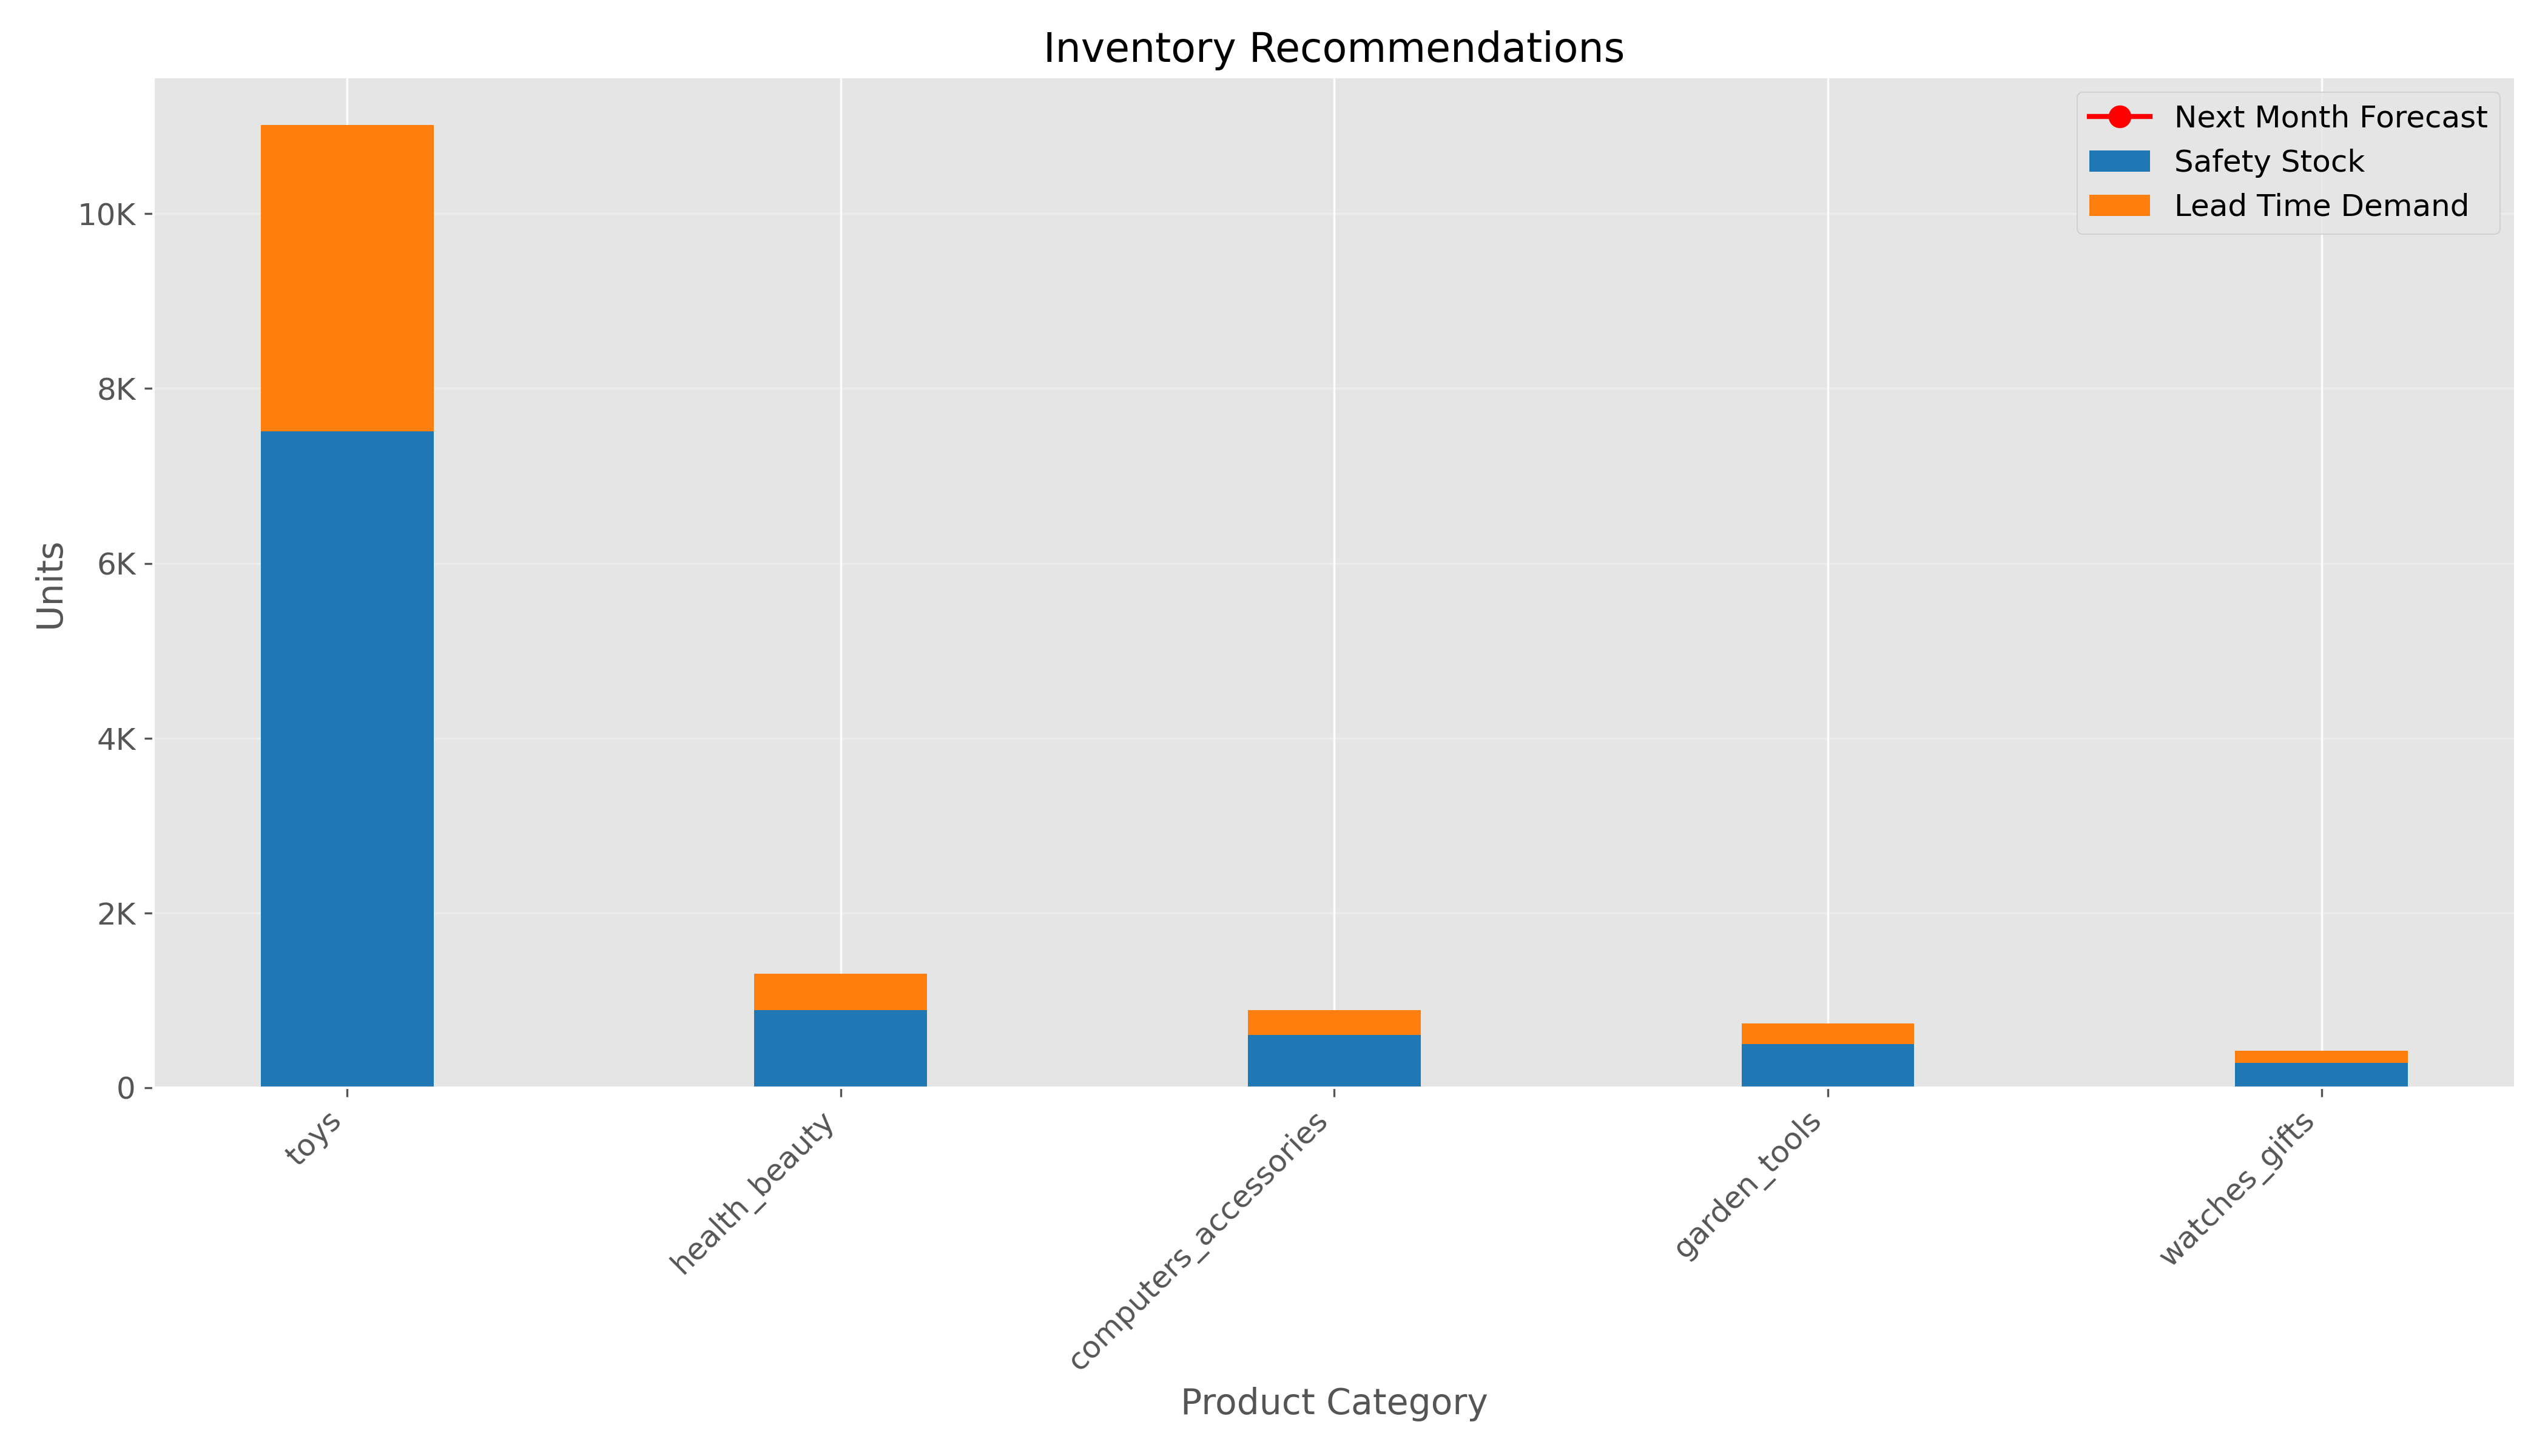 Inventory Recommendations
Next Month Forecast
Safety Stock
Lead Time Demand
10K
8K
6K
4K
2K
0
Units
toys
health_beauty
computers_accessories
garden_tools
watches_gifts
Product Category